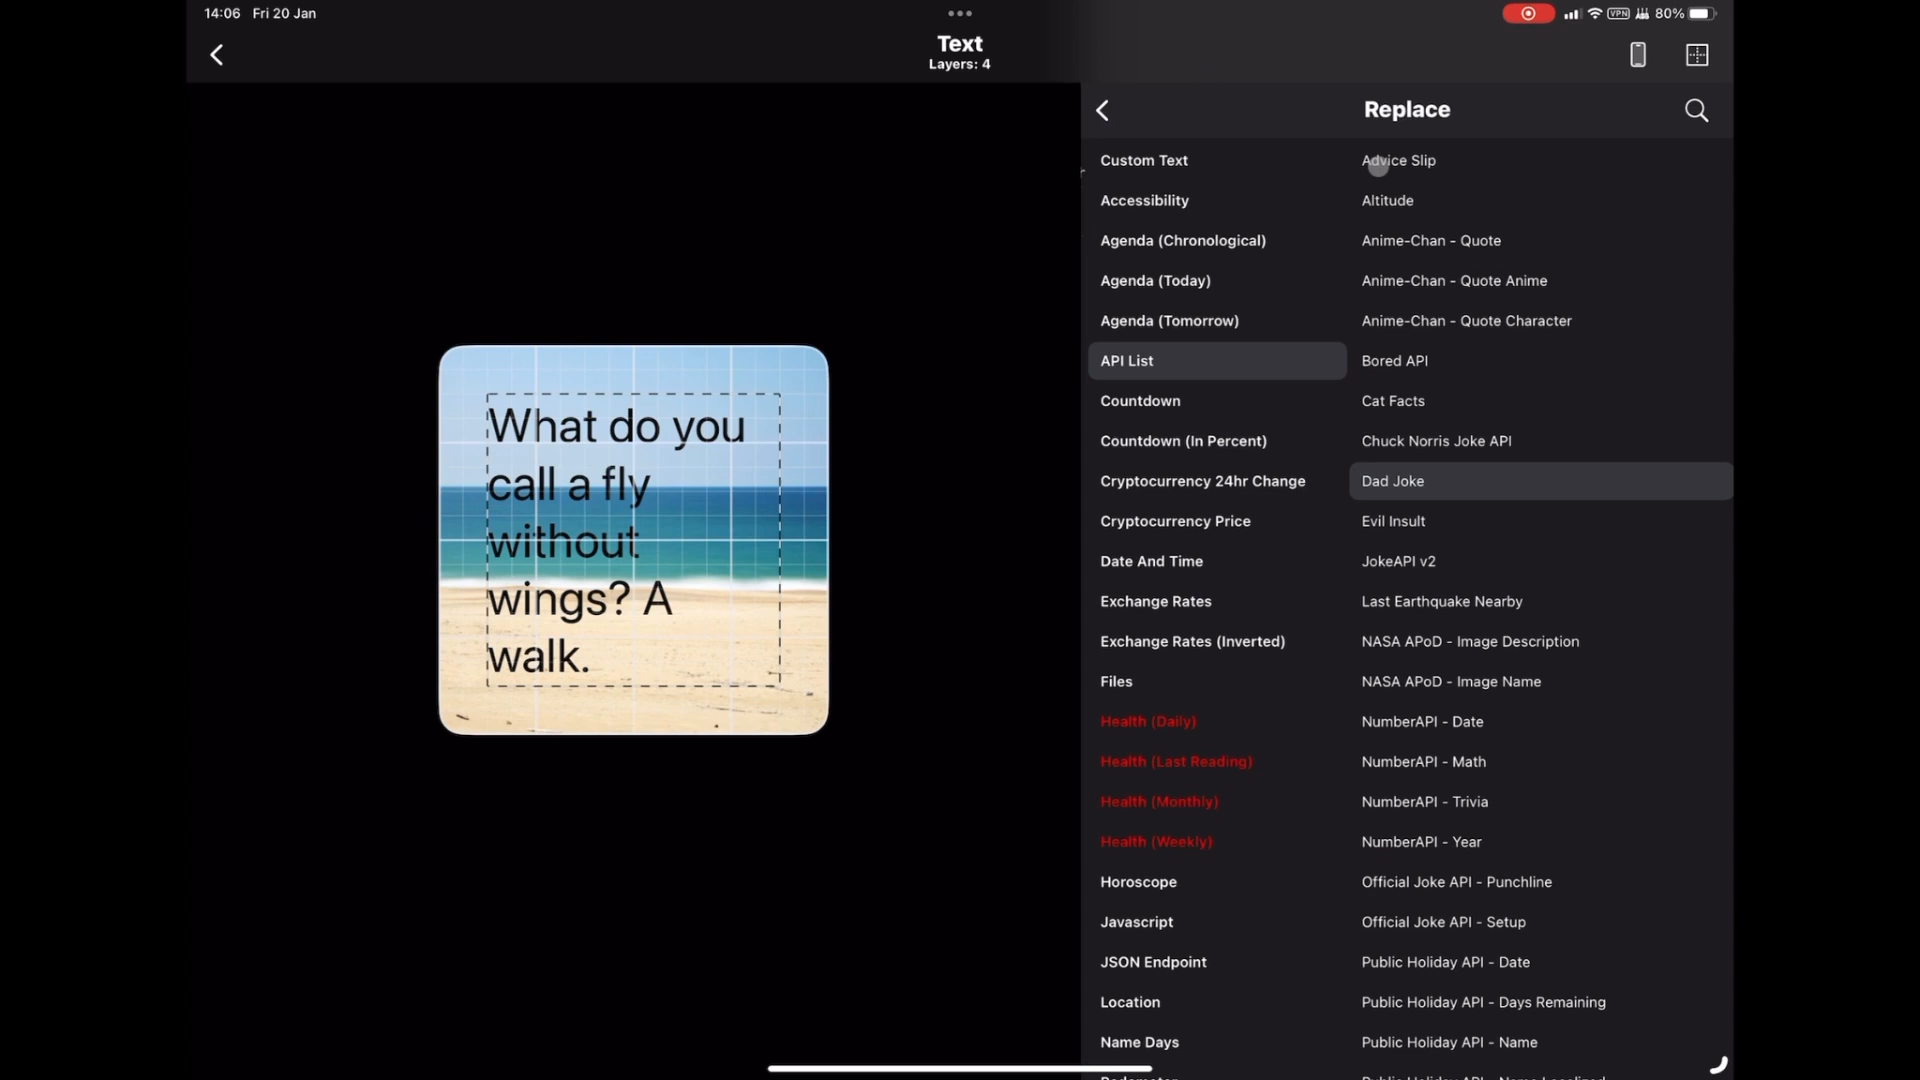 14:06 Fri 20 Jan
VPN 80%
Text
Layers: 4
What do you
call a fly
without
wings? A
walk.
Replace
Custom Text
Accessibility
Agenda (Chronological)
Agenda (Today)
Agenda (Tomorrow)
API List
Countdown
Countdown (In Percent)
Cryptocurrency 24hr Change
Cryptocurrency Price
Date And Time
Exchange Rates
Exchange Rates (Inverted)
Files
Health (Daily)
Health (Last Reading)
Health (Monthly)
Health (Weekly)
Horoscope
Javascript
JSON Endpoint
Location
Name Days
Advice Slip
Altitude
Anime-Chan - Quote
Anime-Chan - Quote Anime
Anime-Chan - Quote Character
Bored API
Cat Facts
Chuck Norris Joke API
Dad Joke
Evil Insult
JokeAPI v2
Last Earthquake Nearby
NASA APoD - Image Description
NASA APoD - Image Name
NumberAPI - Date
NumberAPI - Math
NumberAPI - Trivia
NumberAPI - Year
Official Joke API - Punchline
Official Joke API - Setup
Public Holiday API - Date
Public Holiday API - Days Remaining
Public Holiday API - Name